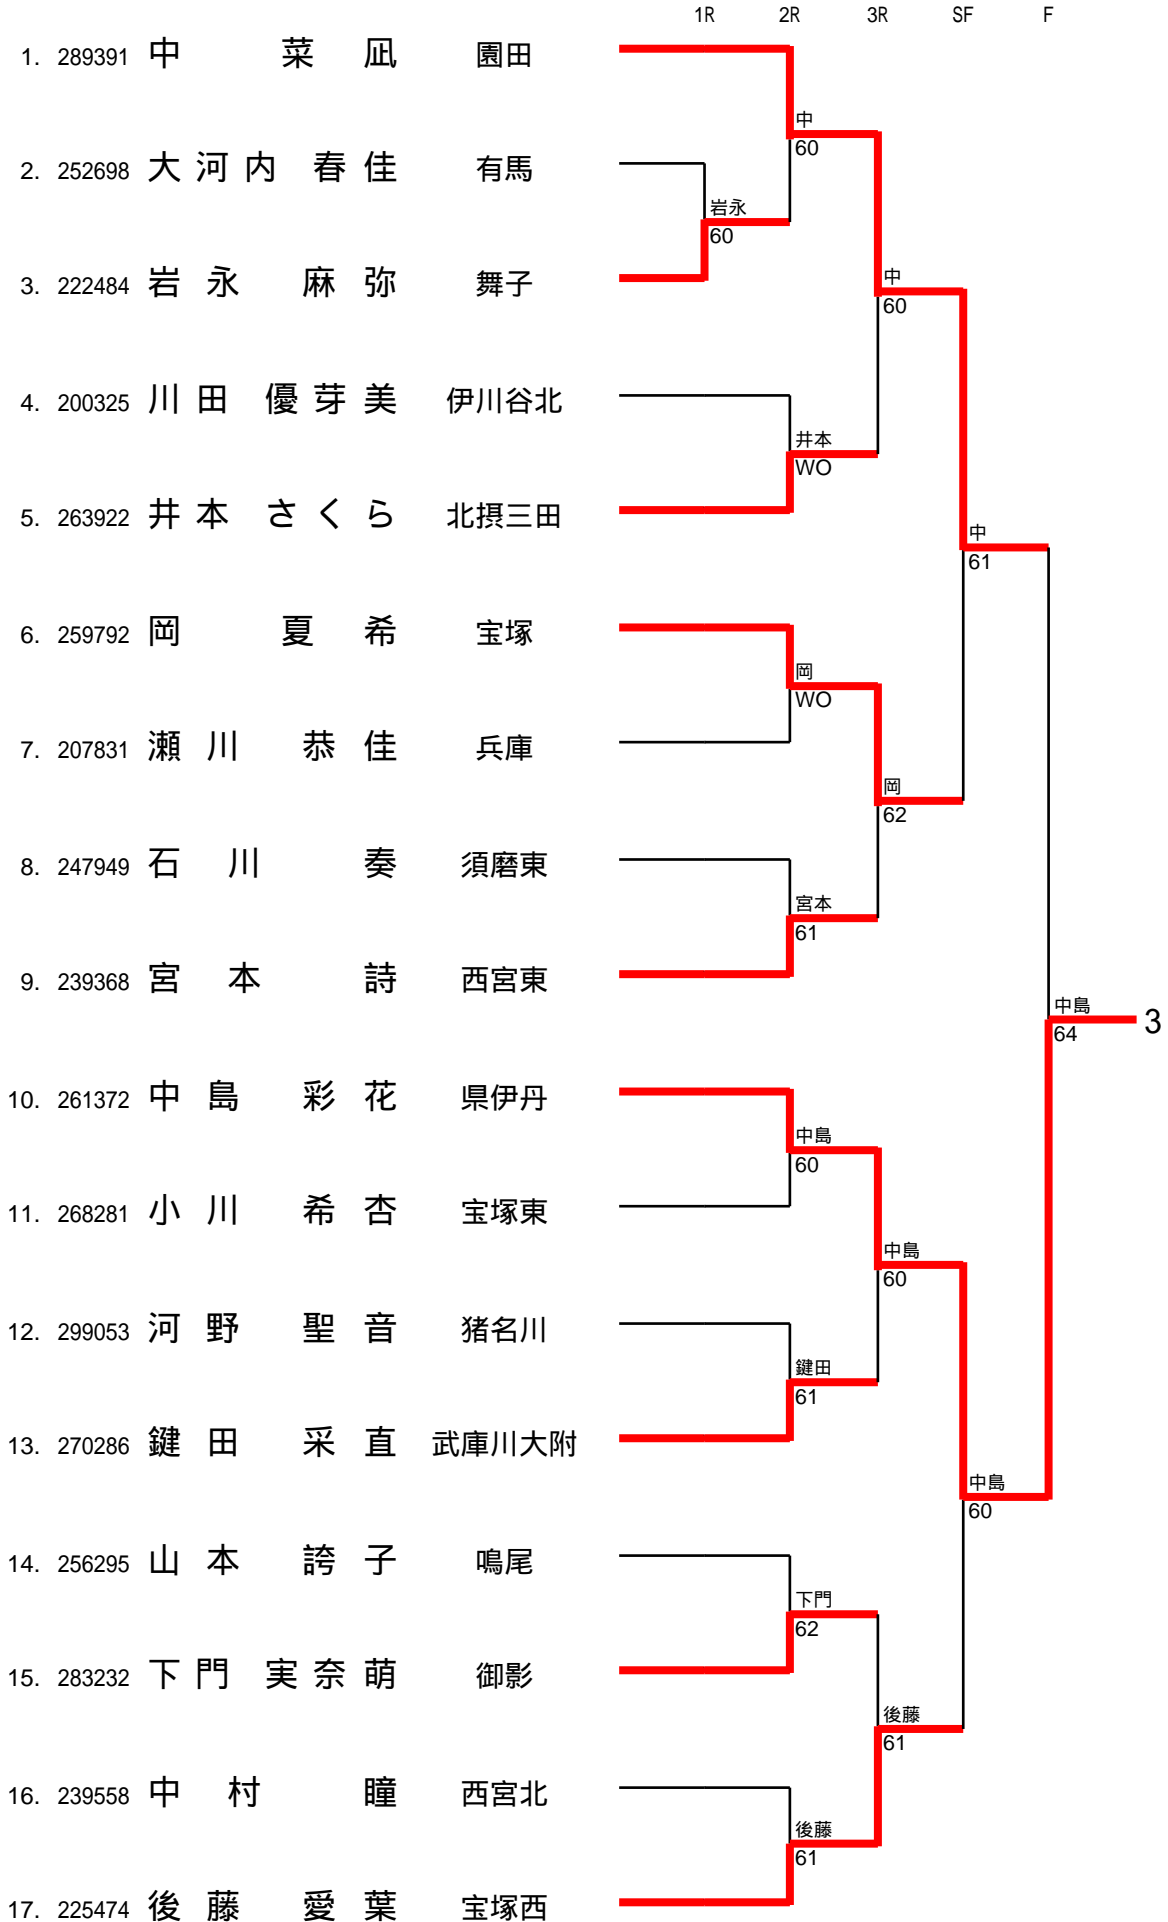 1R 2R 3R SF F
1. 289391 中 菜 凪 園田
中
60
2. 252698 大 河 内 春 佳 有馬
岩永
60
3. 222484 岩 永 麻 弥 舞子
中
60
4. 200325 川 田 優 芽 美 伊川谷北
井本
WO
5. 263922 井 本 さ く ら 北摂三田
中
61
6. 259792 岡 夏 希 宝塚
岡
WO
7. 207831 瀬 川 恭 佳 兵庫
岡
62
8. 247949 石 川 奏 須磨東
宮本
61
9. 239368 宮 本 詩 西宮東
中島
64
3
10. 261372 中 島 彩 花 県伊丹
中島
60
11. 268281 小 川 希 杏 宝塚東
中島
60
12. 299053 河 野 聖 音 猪名川
鍵田
61
13. 270286 鍵 田 采 直 武庫川大附
中島
60
14. 256295 山 本 誇 子 鳴尾
下門
62
15. 283232 下 門 実 奈 萌 御影
後藤
61
16. 239558 中 村 瞳 西宮北
後藤
61
17. 225474 後 藤 愛 葉 宝塚西